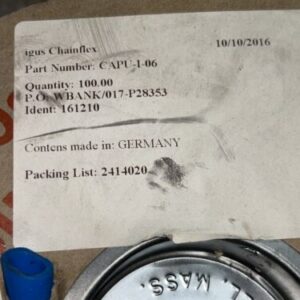 igus Chainflex 10/10/2016
Part Number: CAPU-1-06
Quantity: 100.00
P.O. WBANK/017-P28353
Ident: 161210
Contens made in: GERMANY
Packing List: 2414020
MASS.